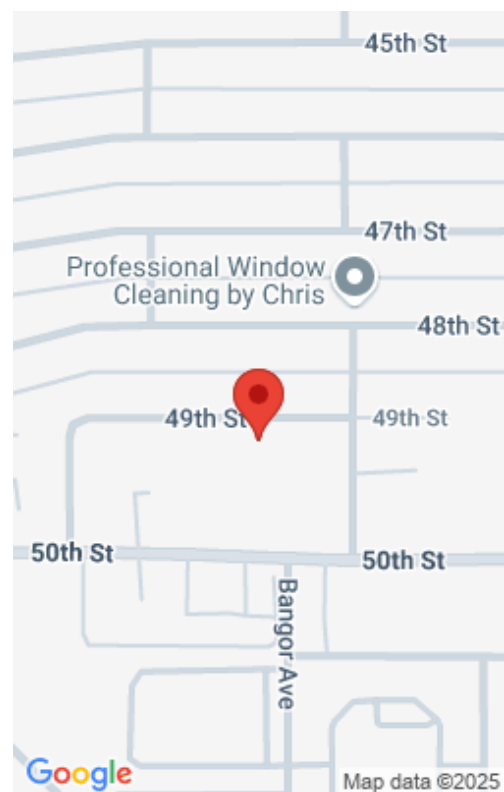 45th St
47th St
Professional Window
Cleaning by Chris
48th St
49th St
49th St
50th St
50th St
Bangor Ave
Google
Map data ©2025